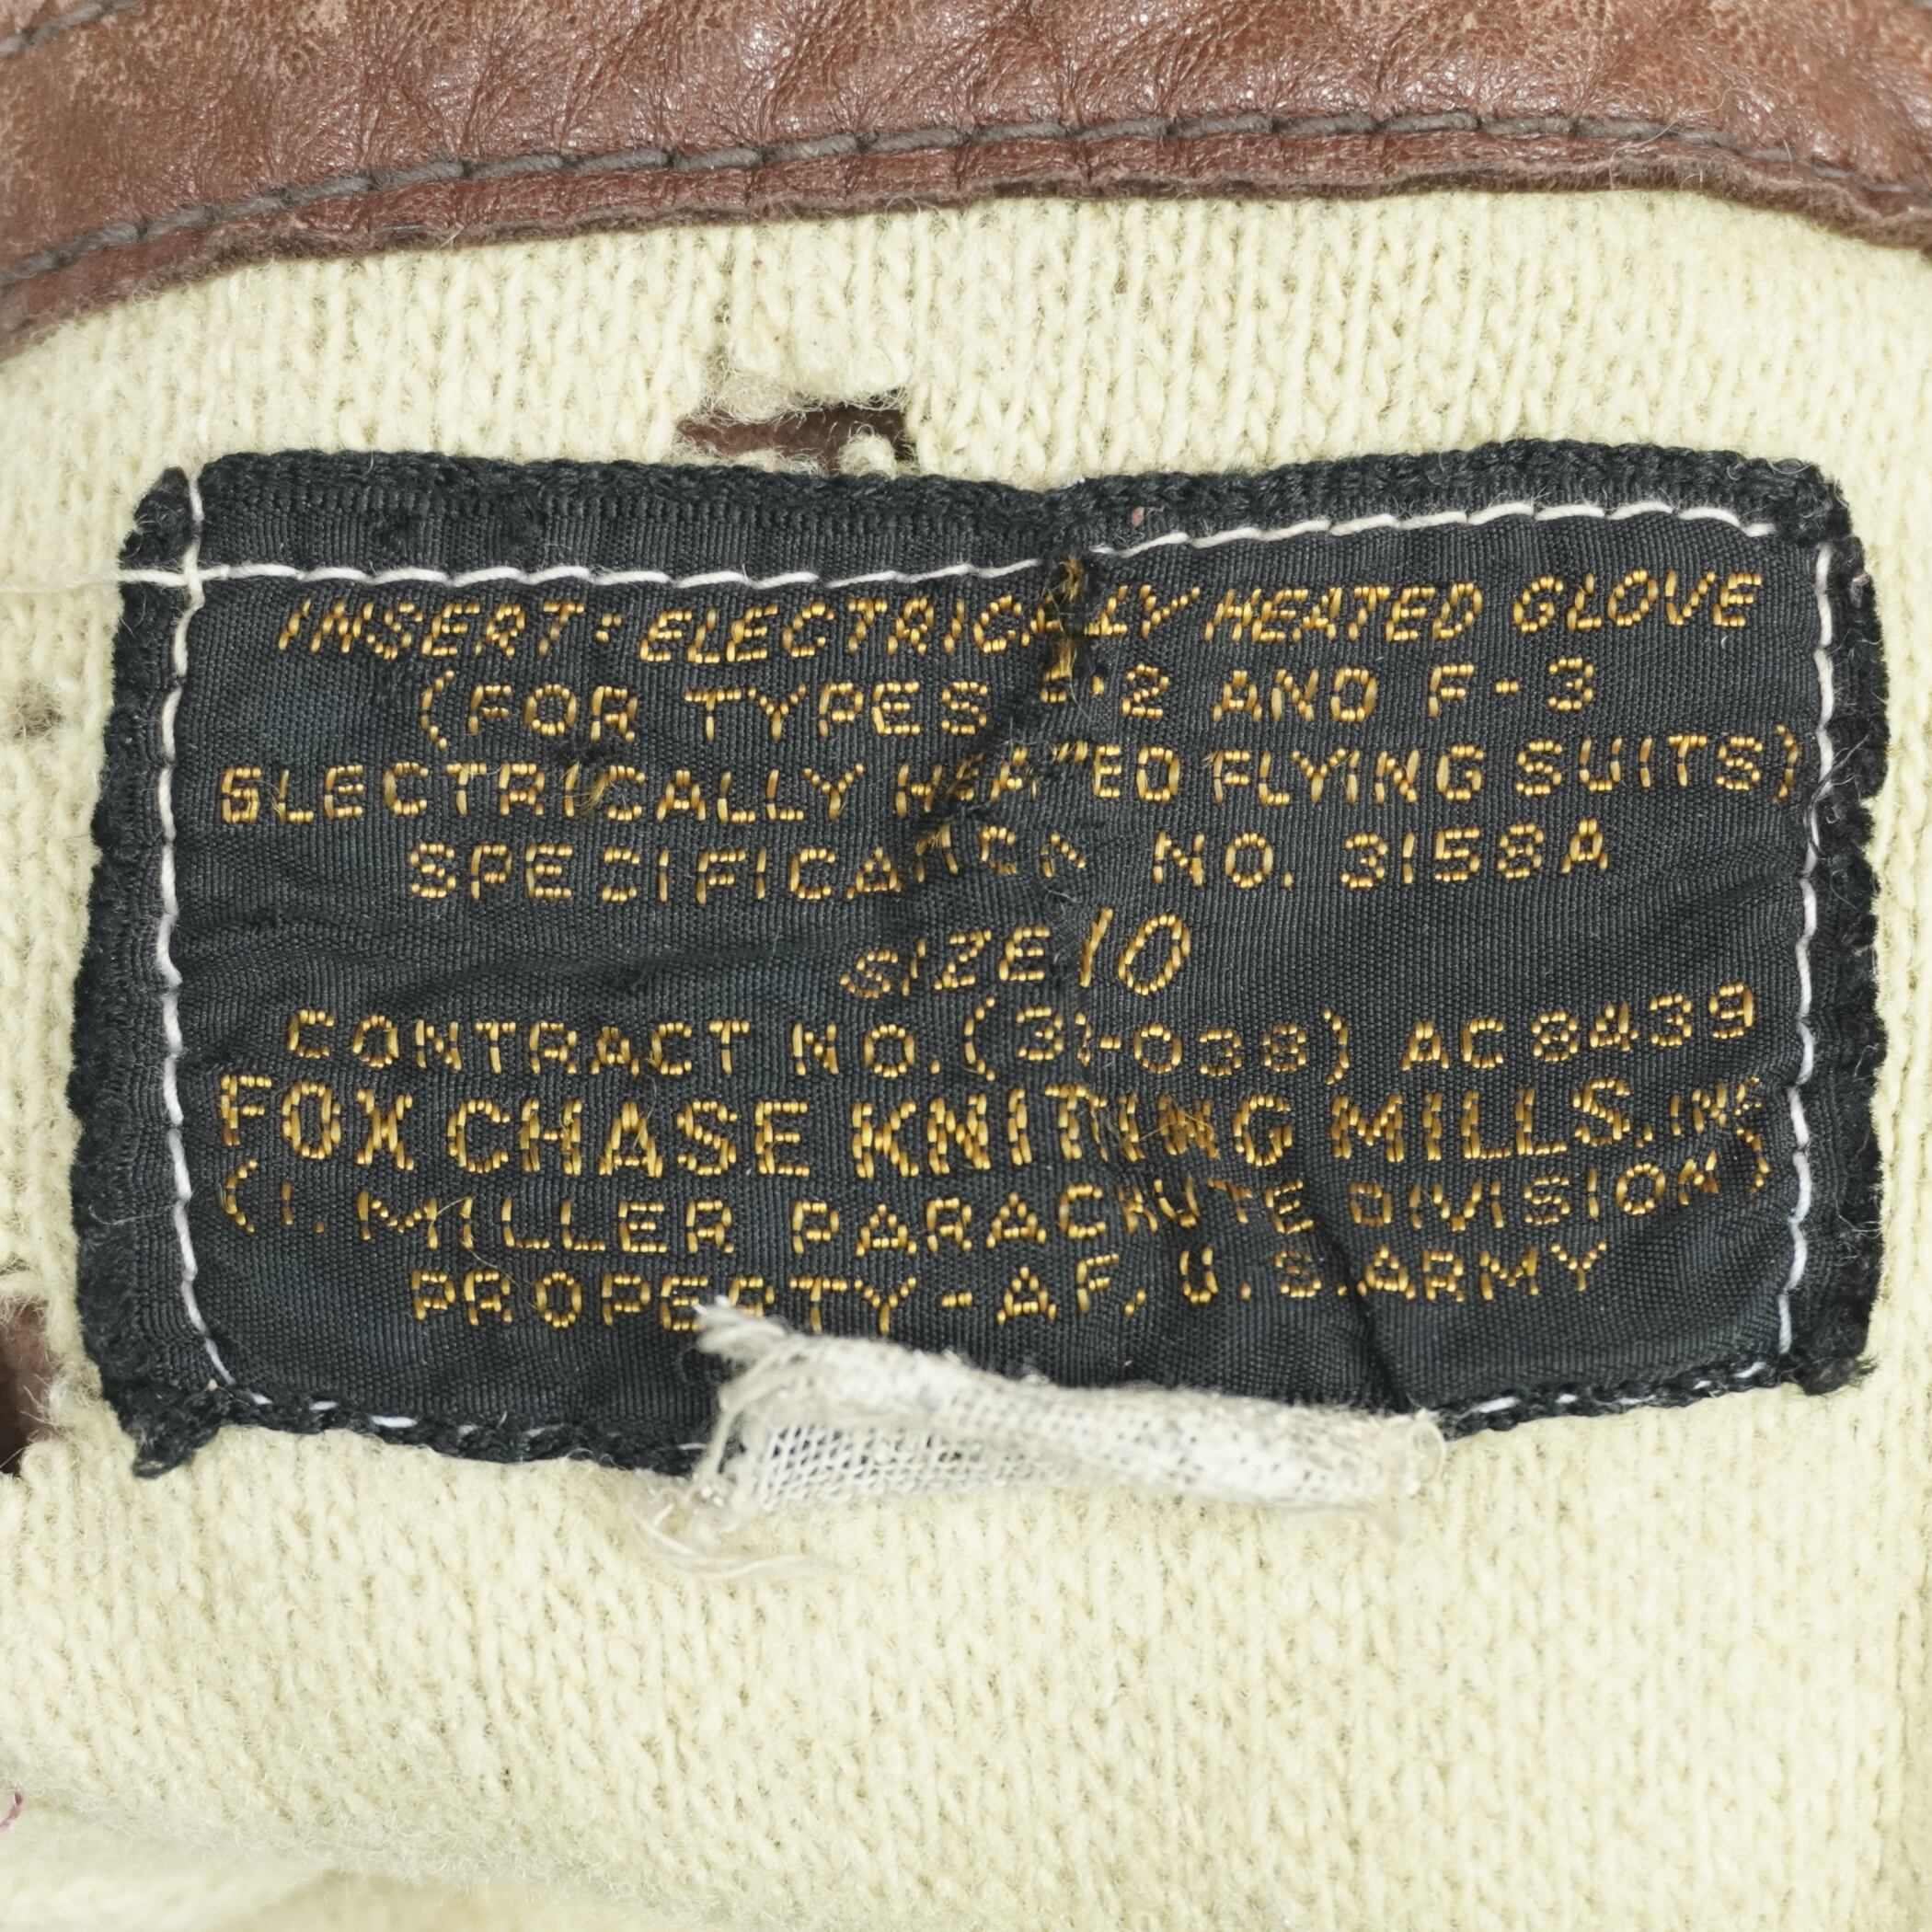 INSERT: ELECTRICALLY HEATED GLOVE
(FOR TYPES F-2 AND F-3
ELECTRICALLY HEATED FLYING SUITS)
SPECIFICATION NO. 3158A
SIZE 10
CONTRACT NO. (33-038) AC 8439
FOX CHASE KNITTING MILLS, INC
(I. MILLER PARACHUTE DIVISION)
PROPERTY-AF, U.S. ARMY